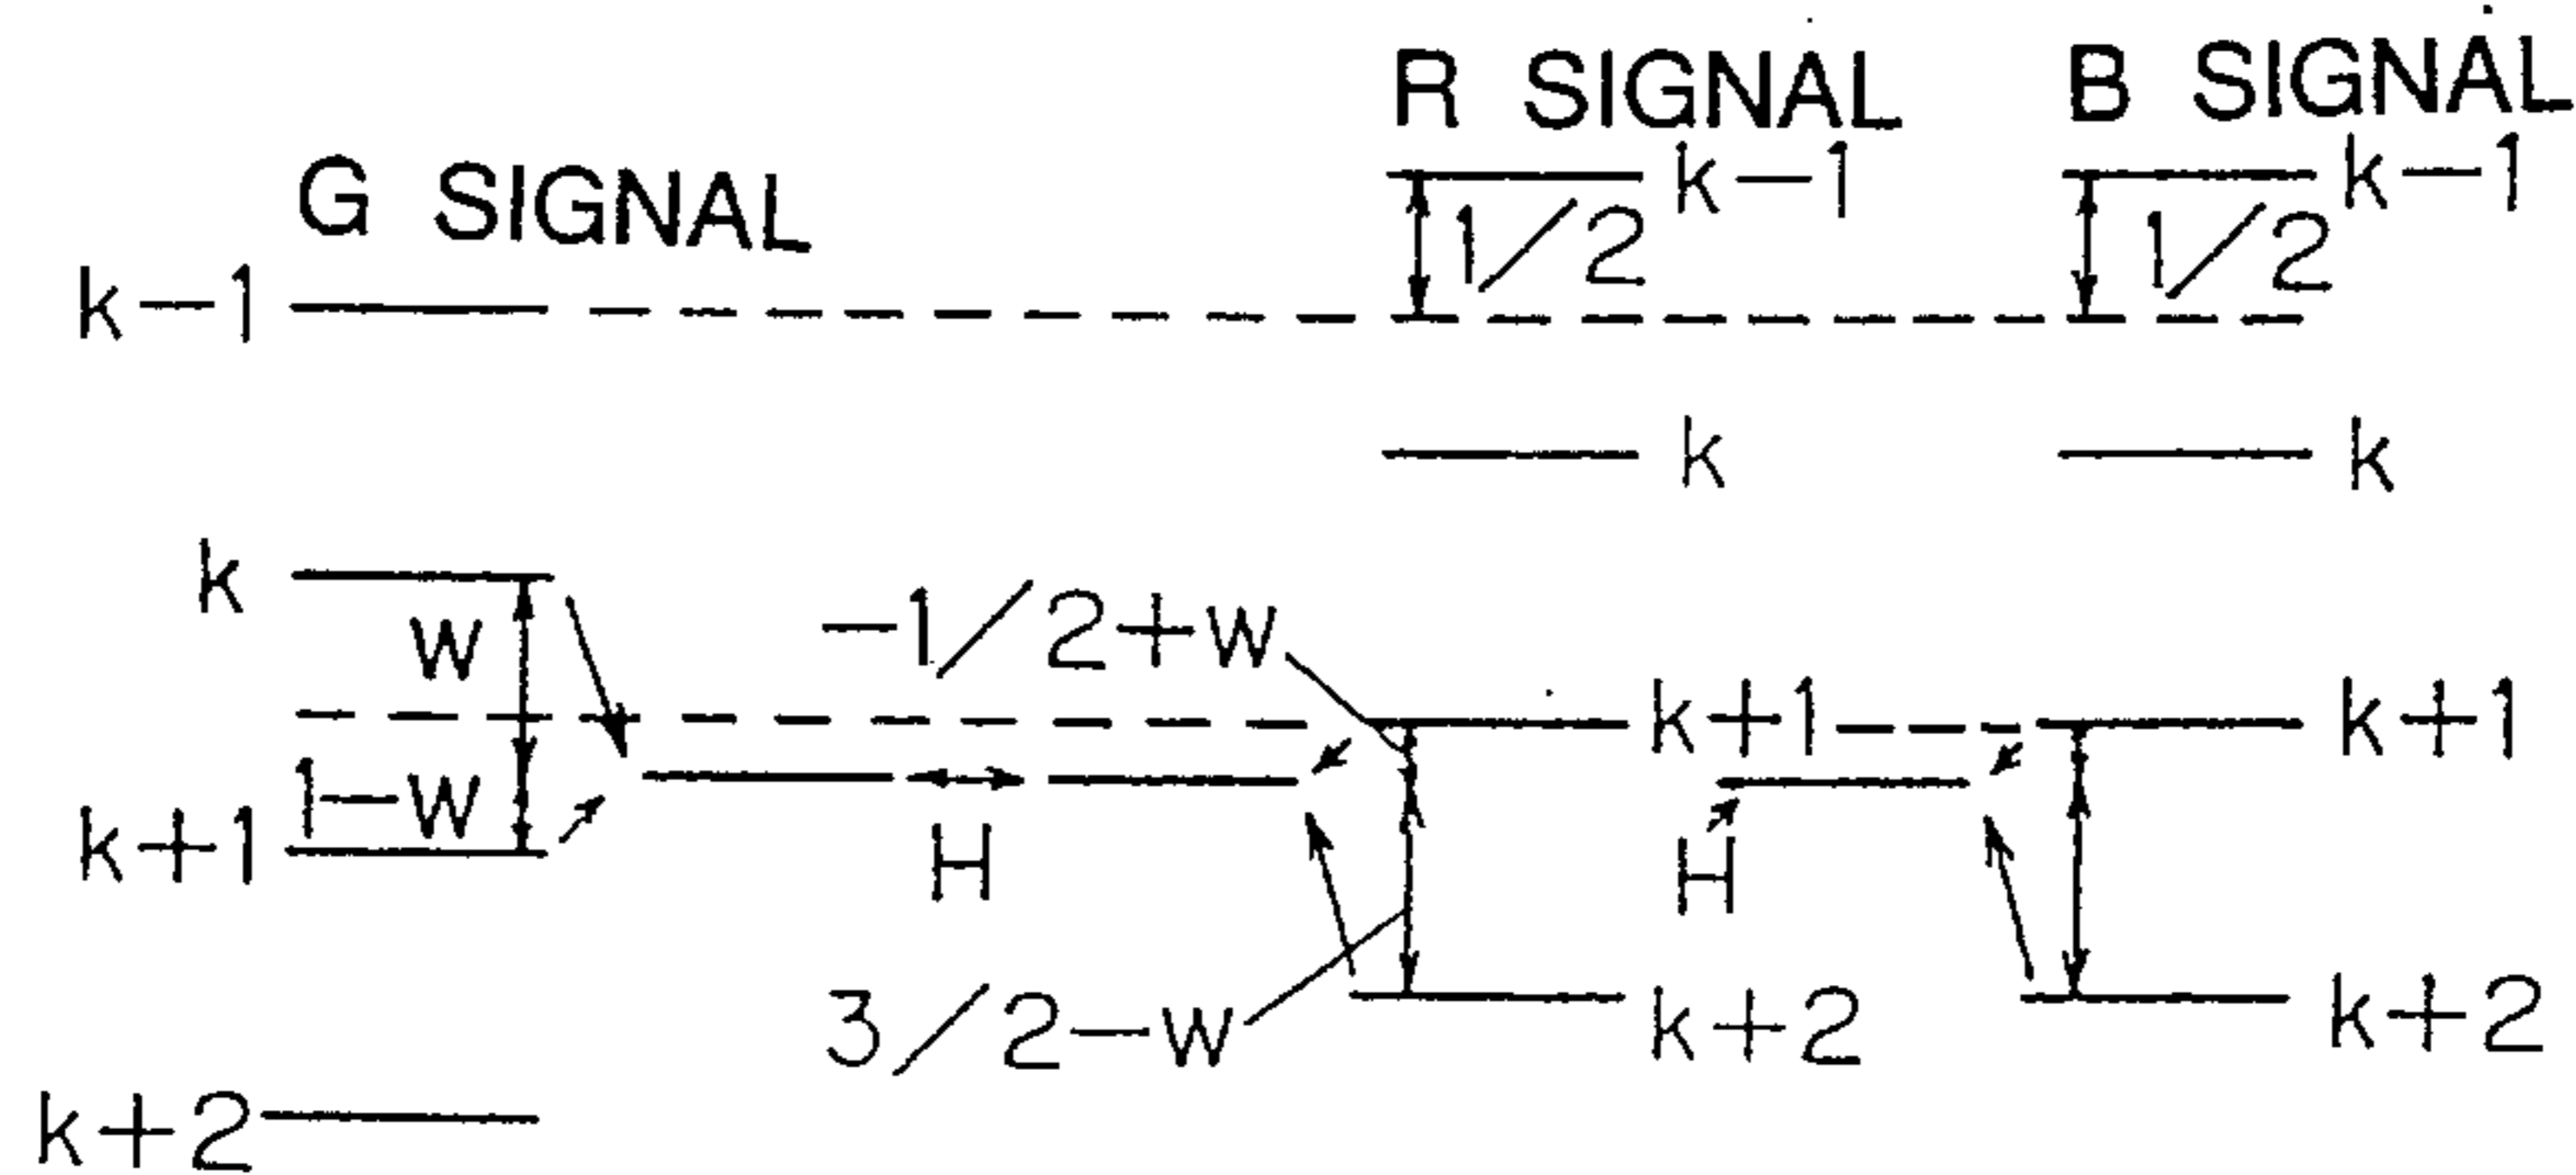 R SIGNAL
B SIGNAL
G SIGNAL
k-1
k-1
k-1
1/2
1/2
k
k
k
W
-1/2+W
k+1
k+1
1-W
k+1
H
H
3/2-W
k+2
k+2
k+2